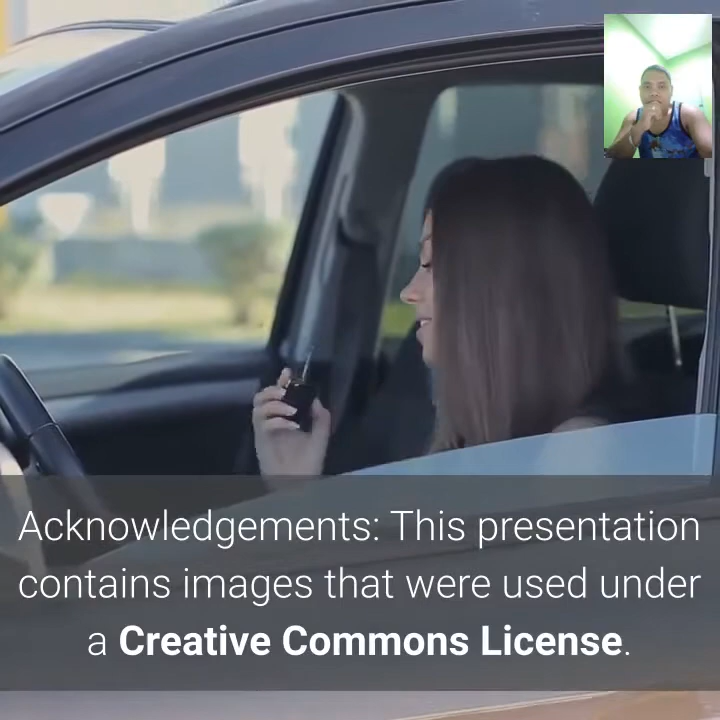 Acknowledgements: This presentation
contains images that were used under
a Creative Commons License.